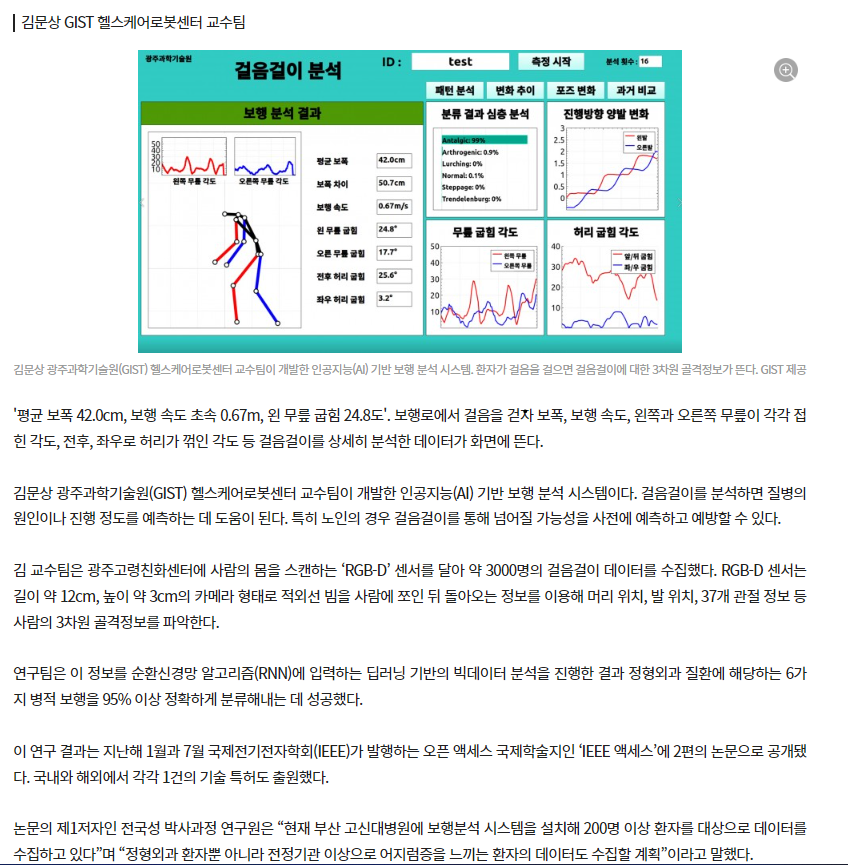 김문상 GIST 헬스케어로봇센터 교수팀
광주과학기술원
걸음걸이 분석
ID :
test
측정 시작
분석 횟수 : 16
패턴 분석
변화 추이
포즈 변화
과거 비교
보행 분석 결과
50
40
30
20
10
왼쪽 무릎 각도
오른쪽 무릎 각도
평균 보폭 42.0cm
보폭 차이 50.7cm
보행 속도 0.67m/s
왼 무릎 굽힘 24.8°
오른 무릎 굽힘 17.7°
전후 허리 굽힘 25.6°
좌우 허리 굽힘 3.2°
분류 결과 심층 분석
Antalgic: 99%
Arthrogenic: 0.9%
Lurching: 0%
Normal: 0.1%
Steppage: 0%
Trendelenburg: 0%
진행방향 양발 변화
3
2.5
2
1.5
1
0.5
0
왼발
오른발
무릎 굽힘 각도
50
40
30
20
10
왼쪽 무릎
오른쪽 무릎
허리 굽힘 각도
40
30
20
10
앞/뒤 굽힘
좌/우 굽힘
김문상 광주과학기술원(GIST) 헬스케어로봇센터 교수팀이 개발한 인공지능(AI) 기반 보행 분석 시스템. 환자가 걸음을 걸으면 걸음걸이에 대한 3차원 골격정보가 뜬다. GIST 제공
'평균 보폭 42.0cm, 보행 속도 초속 0.67m, 왼 무릎 굽힘 24.8도'. 보행로에서 걸음을 걷자 보폭, 보행 속도, 왼쪽과 오른쪽 무릎이 각각 접
힌 각도, 전후, 좌우로 허리가 꺾인 각도 등 걸음걸이를 상세히 분석한 데이터가 화면에 뜬다.
김문상 광주과학기술원(GIST) 헬스케어로봇센터 교수팀이 개발한 인공지능(AI) 기반 보행 분석 시스템이다. 걸음걸이를 분석하면 질병의
원인이나 진행 정도를 예측하는 데 도움이 된다. 특히 노인의 경우 걸음걸이를 통해 넘어질 가능성을 사전에 예측하고 예방할 수 있다.
김 교수팀은 광주고령친화센터에 사람의 몸을 스캔하는 ‘RGB-D’ 센서를 달아 약 3000명의 걸음걸이 데이터를 수집했다. RGB-D 센서는
길이 약 12cm, 높이 약 3cm의 카메라 형태로 적외선 빔을 사람에 쪼인 뒤 돌아오는 정보를 이용해 머리 위치, 발 위치, 37개 관절 정보 등
사람의 3차원 골격정보를 파악한다.
연구팀은 이 정보를 순환신경망 알고리즘(RNN)에 입력하는 딥러닝 기반의 빅데이터 분석을 진행한 결과 정형외과 질환에 해당하는 6가
지 병적 보행을 95% 이상 정확하게 분류해내는 데 성공했다.
이 연구 결과는 지난해 1월과 7월 국제전기전자학회(IEEE)가 발행하는 오픈 액세스 국제학술지인 ‘IEEE 액세스’에 2편의 논문으로 공개됐
다. 국내와 해외에서 각각 1건의 기술 특허도 출원했다.
논문의 제1저자인 전국성 박사과정 연구원은 “현재 부산 고신대병원에 보행분석 시스템을 설치해 200명 이상 환자를 대상으로 데이터를
수집하고 있다”며 “정형외과 환자뿐 아니라 전정기관 이상으로 어지럼증을 느끼는 환자의 데이터도 수집할 계획”이라고 말했다.